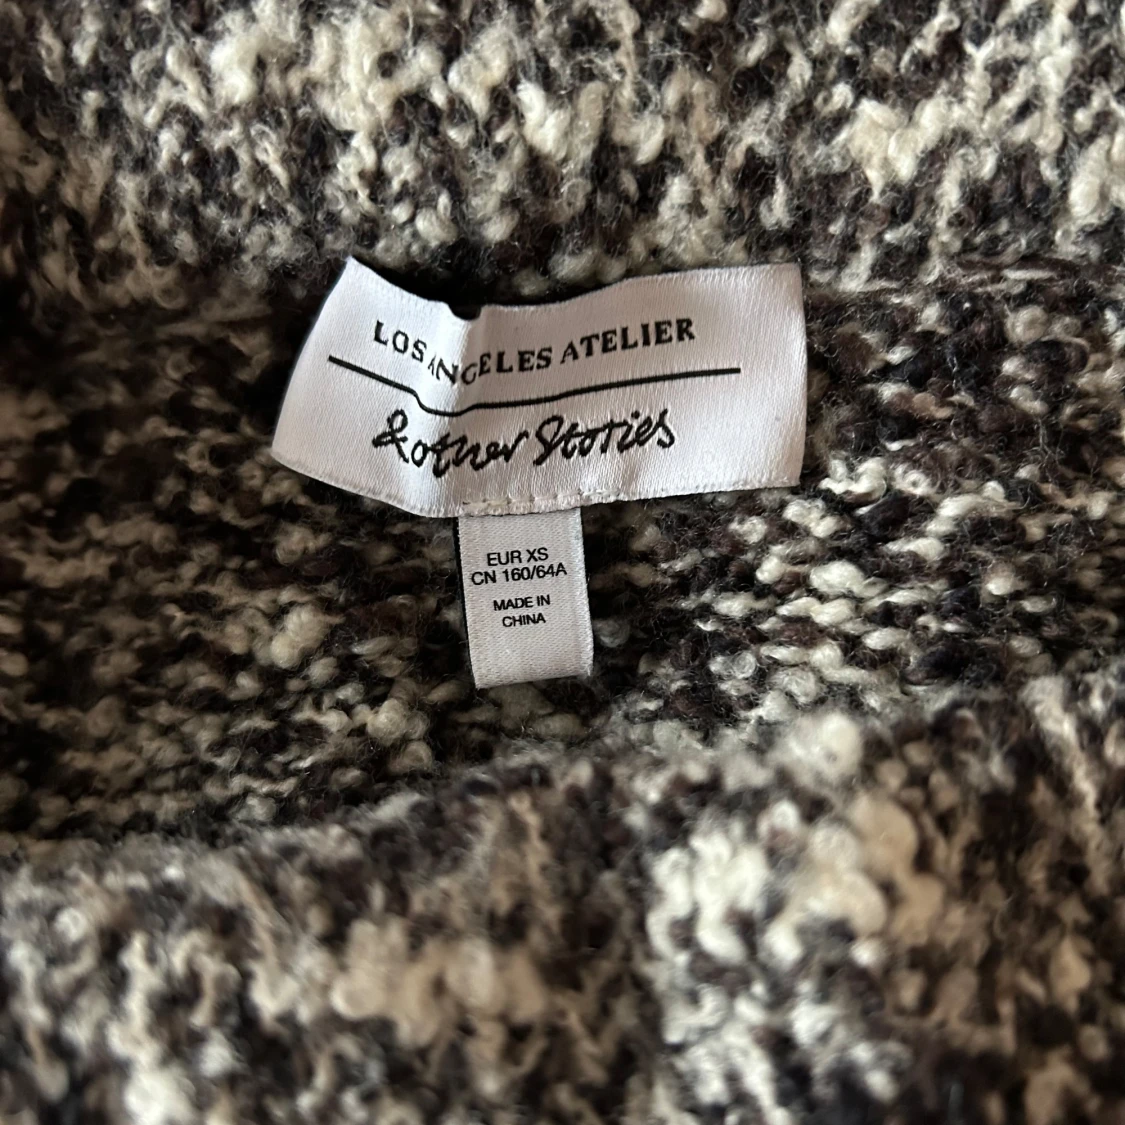 LOS ANGELES ATELIER
& other Stories
EUR XS
CN 160/64A
MADE IN
CHINA